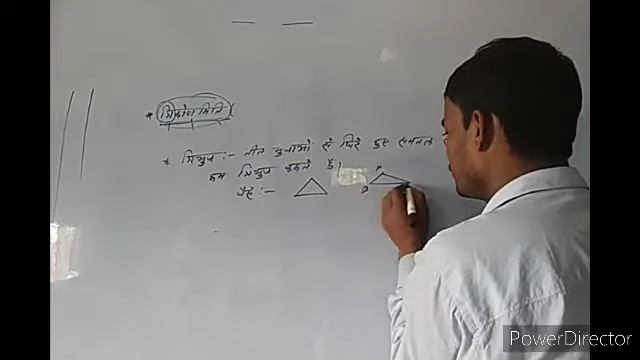 * त्रिकोण मिति
* त्रिभुज :- तीन भुजाओं से घिरे हुए समतल
को त्रिभुज कहते हैं।
जैसे :-
P
Q
PowerDirector